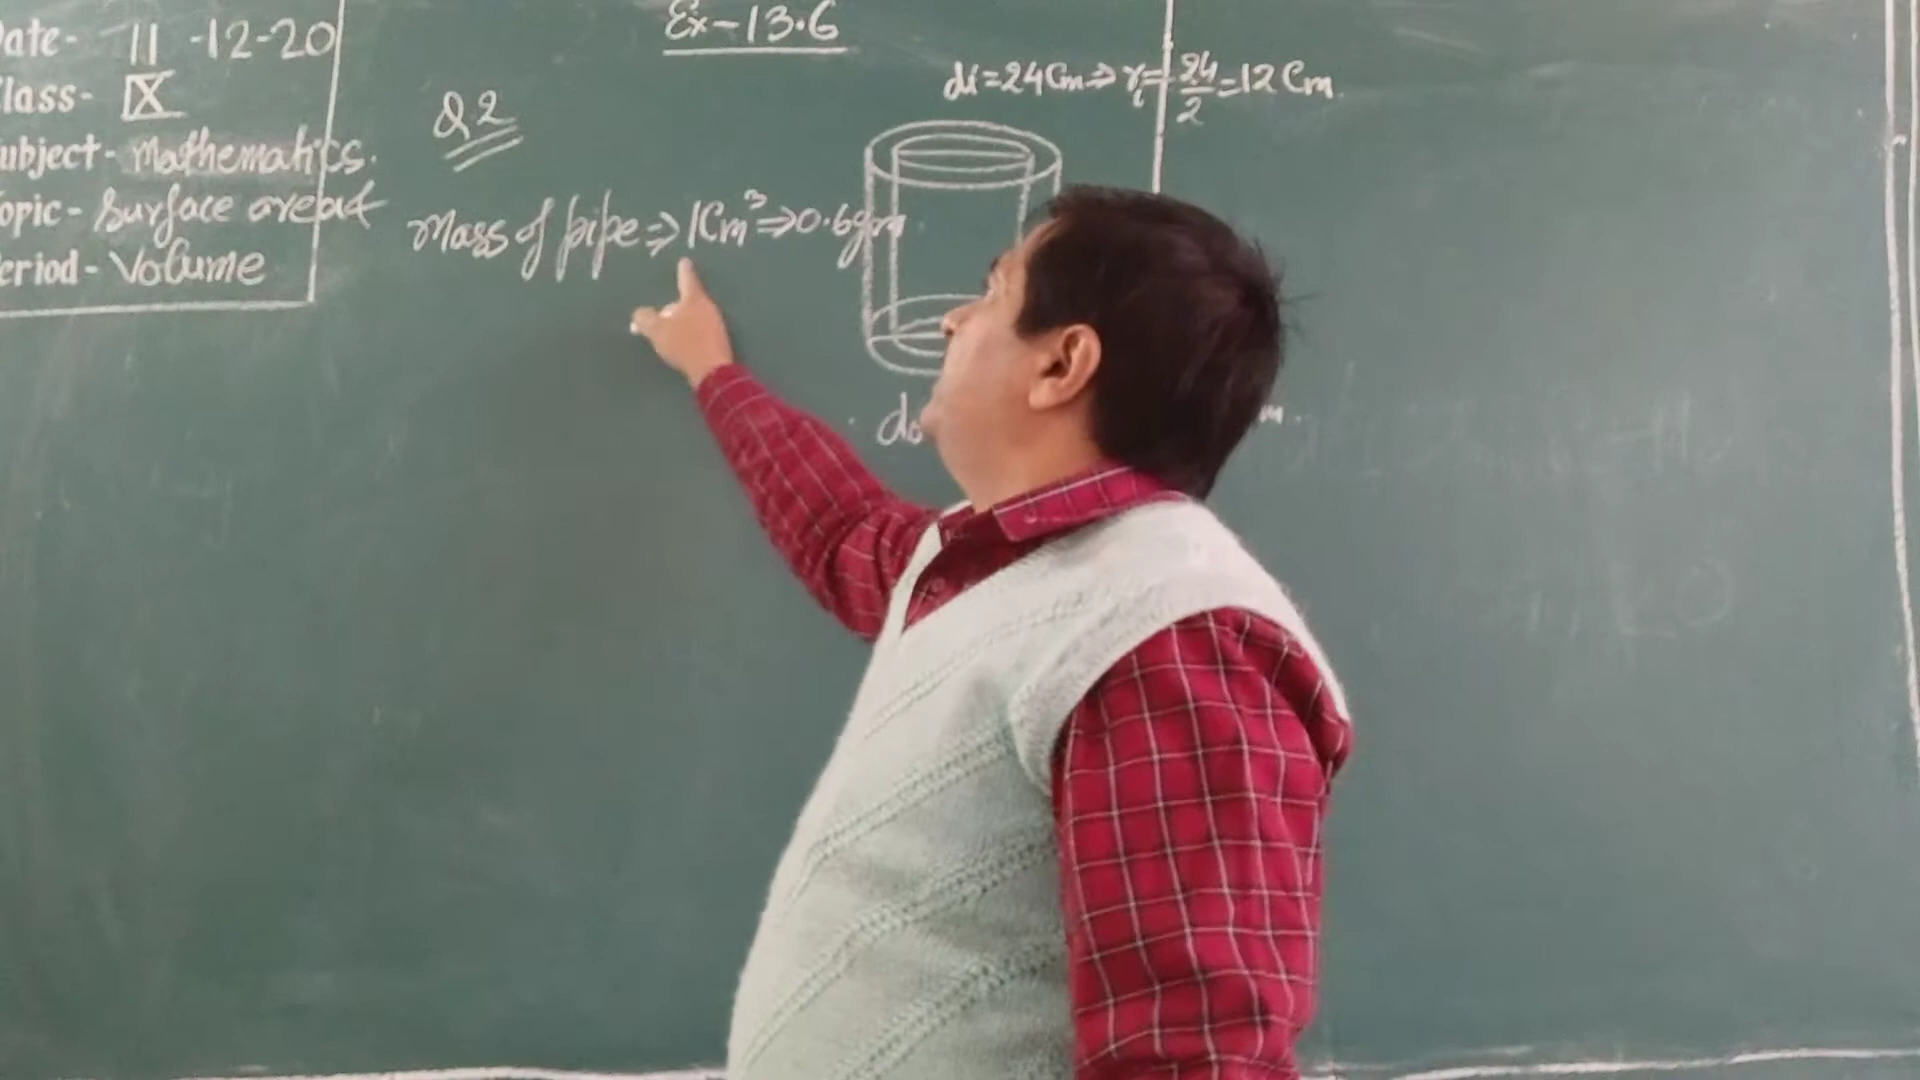 Date- 11-12-20
Class- IX
Subject- Mathematics.
Topic- Surface area &
Period- Volume
Ex-13.6
Q2
Mass of pipe ⇒ 1Cm³ ⇒ 0.6gm
di=24Cm ⇒ ri = 24/2 = 12 Cm
do
m.